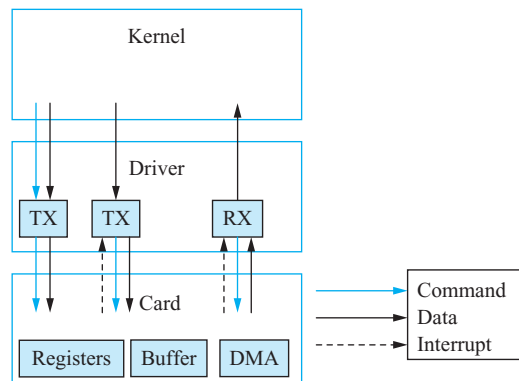 Kernel
Driver
TX TX RX
Card
Registers Buffer DMA
Command
Data
Interrupt